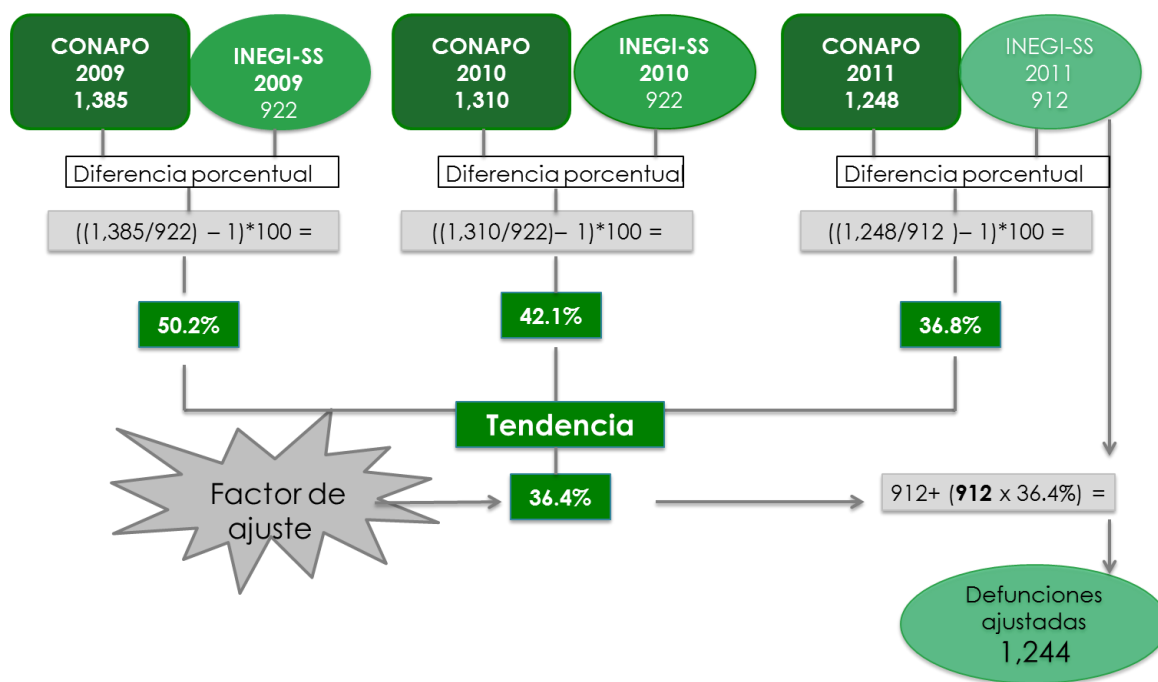 CONAPO
2009
1,385
INEGI-SS
2009
922
CONAPO
2010
1,310
INEGI-SS
2010
922
CONAPO
2011
1,248
INEGI-SS
2011
912
Diferencia porcentual
Diferencia porcentual
Diferencia porcentual
((1,385/922) – 1)*100 =
((1,310/922)– 1)*100 =
((1,248/912 )– 1)*100 =
50.2%
42.1%
36.8%
Tendencia
Factor de
ajuste
36.4%
912+ (912 x 36.4%) =
Defunciones
ajustadas
1,244